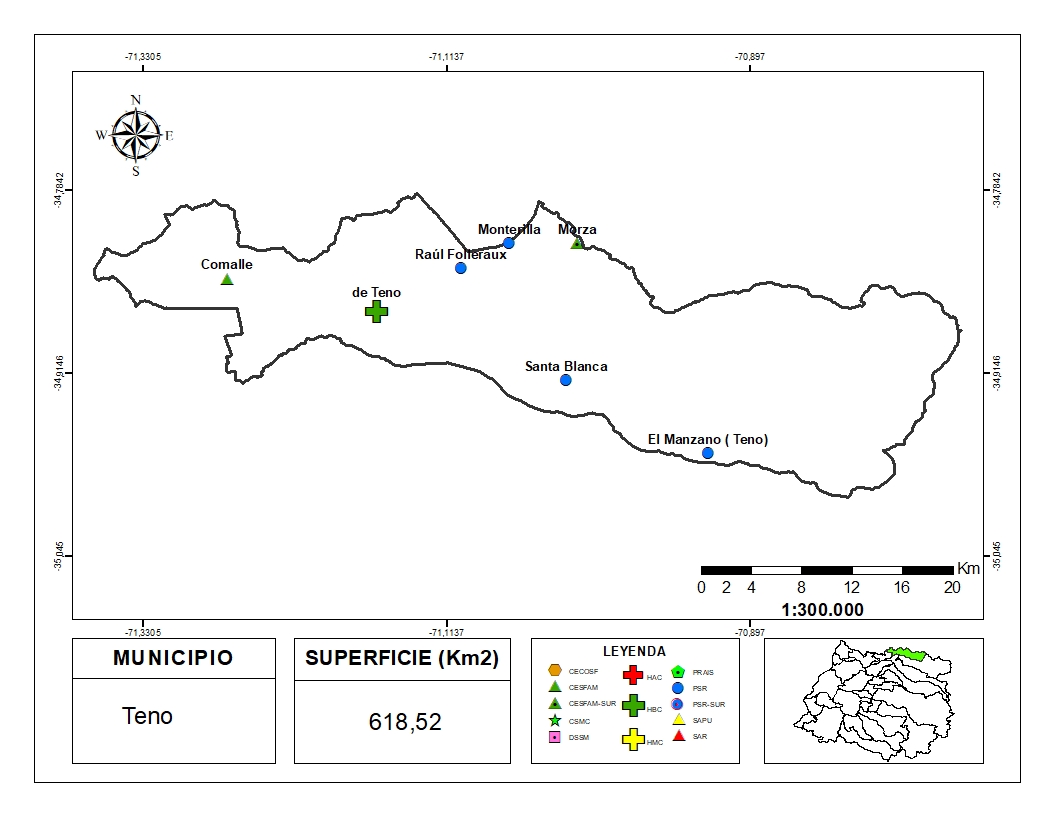 -71,3305 -71,1137 -70,897
N
W E
S
-34,7842 -34,7842
Monterilla Morza
Raúl Folleraux
Comalle
de Teno
Santa Blanca
-34,9146 -34,9146
El Manzano ( Teno)
-35,045 -35,045
Km
0 2 4 8 12 16 20
1:300.000
-71,3305 -71,1137 -70,897
MUNICIPIO
Teno
SUPERFICIE (Km2)
618,52
LEYENDA
CECOSF
CESFAM
CESFAM-SUR
CSMC
DSSM
HAC
HBC
HMC
PRAIS
PSR
PSR-SUR
SAPU
SAR